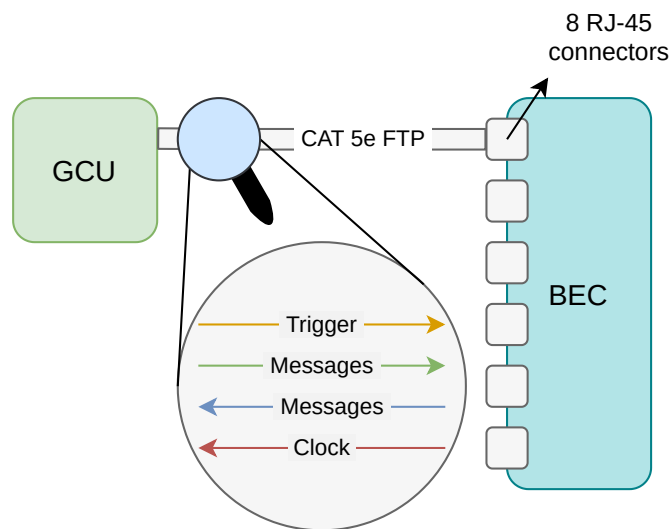 8 RJ-45
connectors
GCU
CAT 5e FTP
BEC
Trigger
Messages
Messages
Clock